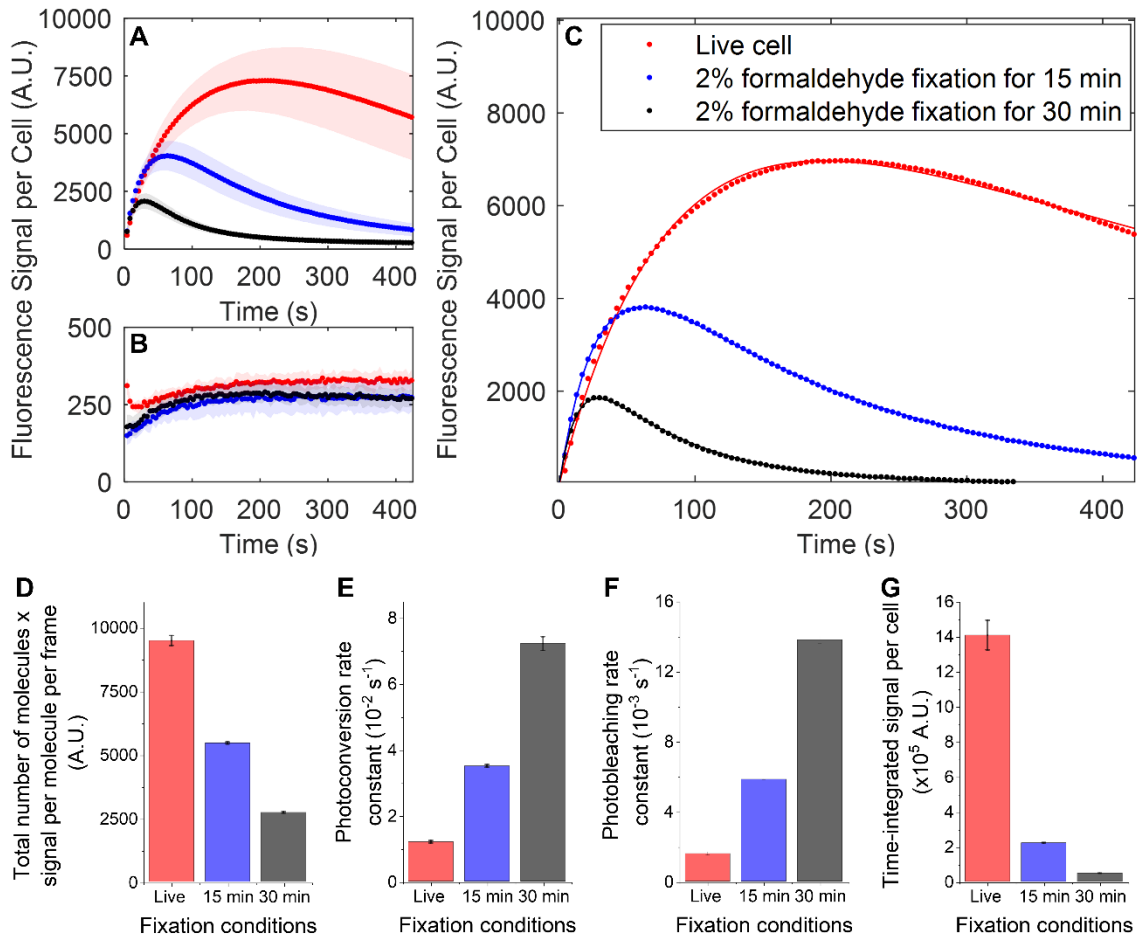 Fluorescence Signal per Cell (A.U.)
A
10000
7500
5000
2500
0
0 100 200 300 400
Time (s)
B
500
250
0
0 100 200 300 400
Time (s)
Fluorescence Signal per Cell (A.U.)
C
10000
8000
6000
4000
2000
100 200 300 400
Time (s)
Live cell
2% formaldehyde fixation for 15 min
2% formaldehyde fixation for 30 min
D
Total number of molecules x
signal per molecule per frame
(A.U.)
10000
7500
5000
2500
0
Live 15 min 30 min
Fixation conditions
E
Photoconversion rate
constant (10⁻² s⁻¹)
8
6
4
2
0
Live 15 min 30 min
Fixation conditions
F
Photobleaching rate
constant (10⁻³ s⁻¹)
16
12
8
4
0
Live 15 min 30 min
Fixation conditions
G
Time-integrated signal per cell
(x10⁵ A.U.)
16
14
12
10
8
6
4
2
0
Live 15 min 30 min
Fixation conditions